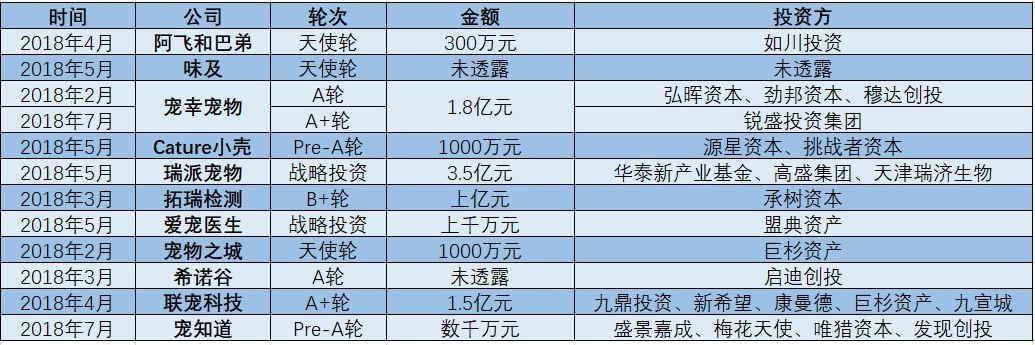 时间 公司 轮次 金额 投资方
2018年4月 阿飞和巴弟 天使轮 300万元 如川投资
2018年5月 味及 天使轮 未透露 未透露
2018年2月 宠幸宠物 A轮 1.8亿元 弘晖资本、劲邦资本、穆达创投
2018年7月 A+轮 锐盛投资集团
2018年5月 Cature小壳 Pre-A轮 1000万元 源星资本、挑战者资本
2018年5月 瑞派宠物 战略投资 3.5亿元 华泰新产业基金、高盛集团、天津瑞济生物
2018年3月 拓瑞检测 B+轮 上亿元 承树资本
2018年5月 爱宠医生 战略投资 上千万元 盟典资产
2018年2月 宠物之城 天使轮 1000万元 巨杉资产
2018年3月 希诺谷 A轮 未透露 启迪创投
2018年4月 联宠科技 A+轮 1.5亿元 九鼎投资、新希望、康曼德、巨杉资产、九宣城
2018年7月 宠知道 Pre-A轮 数千万元 盛景嘉成、梅花天使、唯猎资本、发现创投